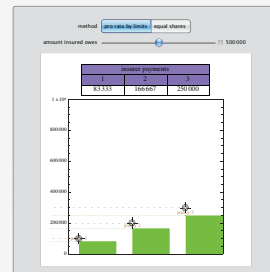 method pro rata by limits equal shares
amount insured owes 500000
insurer payments
1 2 3
83333 166667 250000
1 x 10⁶
800000
600000
400000
200000
0